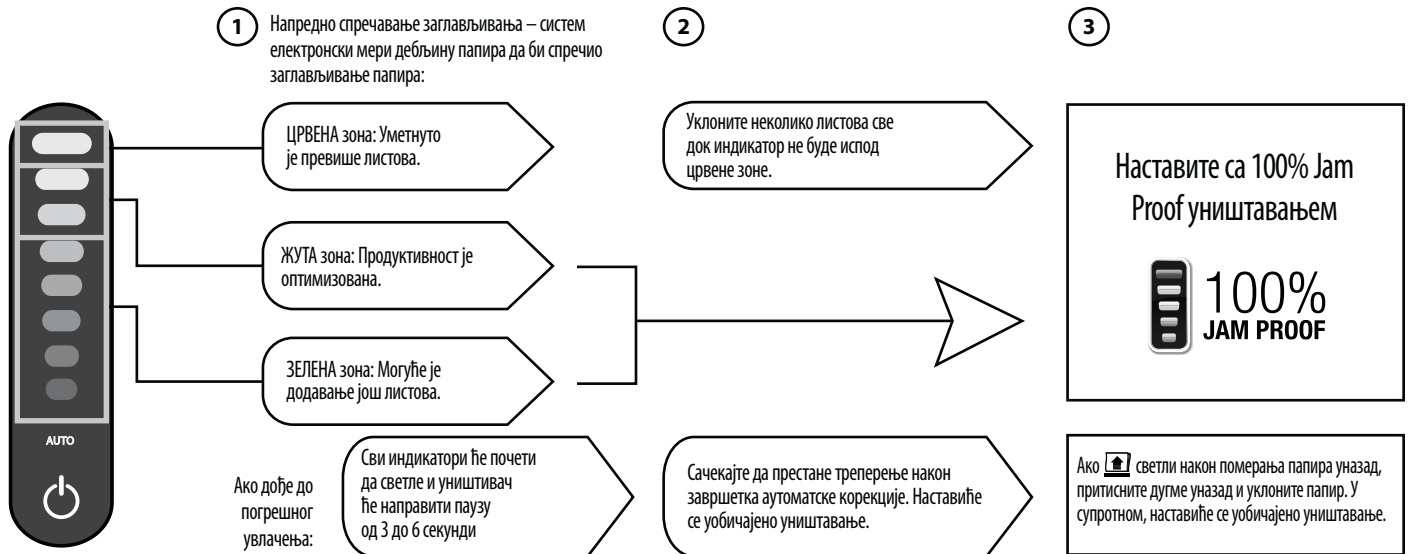 1
Напредно спречавање заглављивања – систем
електронски мери дебљину папира да би спречио
заглављивање папира:
2
3
ЦРВЕНА зона: Уметнуто
је превише листова.
Уклоните неколико листова све
док индикатор не буде испод
црвене зоне.
ЖУТА зона: Продуктивност је
оптимизована.
ЗЕЛЕНА зона: Могуће је
додавање још листова.
Наставите са 100% Jam
Proof уништавањем
100%
JAM PROOF
AUTO
Ако дође до
погрешног
увлачења:
Сви индикатори ће почети
да светле и уништивач
ће направити паузу
од 3 до 6 секунди
Сачекајте да престане треперење након
завршетка аутоматске корекције. Наставиће
се уобичајено уништавање.
Ако светли након померања папира уназад,
притисните дугме уназад и уклоните папир. У
супротном, наставиће се уобичајено уништавање.